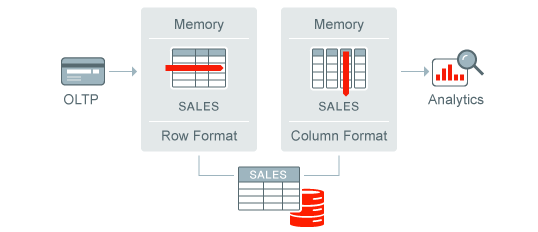 Memory
Memory
OLTP
SALES
SALES
Analytics
Row Format
Column Format
SALES